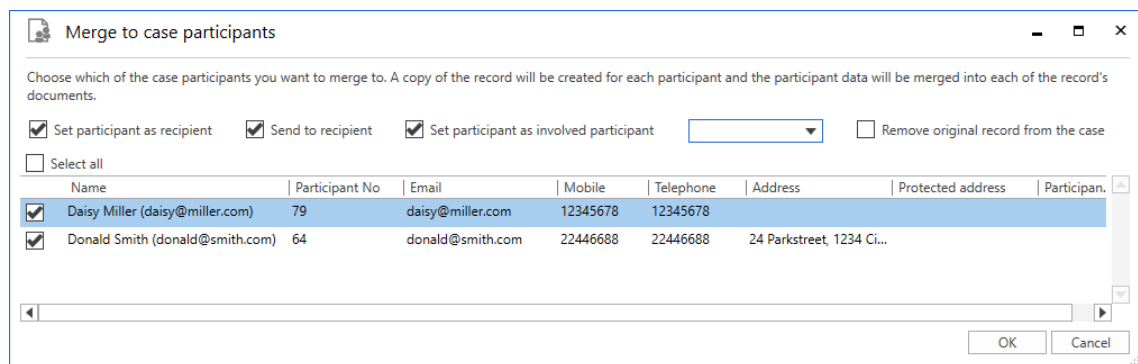 Merge to case participants
Choose which of the case participants you want to merge to. A copy of the record will be created for each participant and the participant data will be merged into each of the record's
documents.
Set participant as recipient Send to recipient Set participant as involved participant Remove original record from the case
Select all
Name Participant No Email Mobile Telephone Address Protected address Participan.
Daisy Miller (daisy@miller.com) 79 daisy@miller.com 12345678 12345678
Donald Smith (donald@smith.com) 64 donald@smith.com 22446688 22446688 24 Parkstreet, 1234 Ci...
OK Cancel